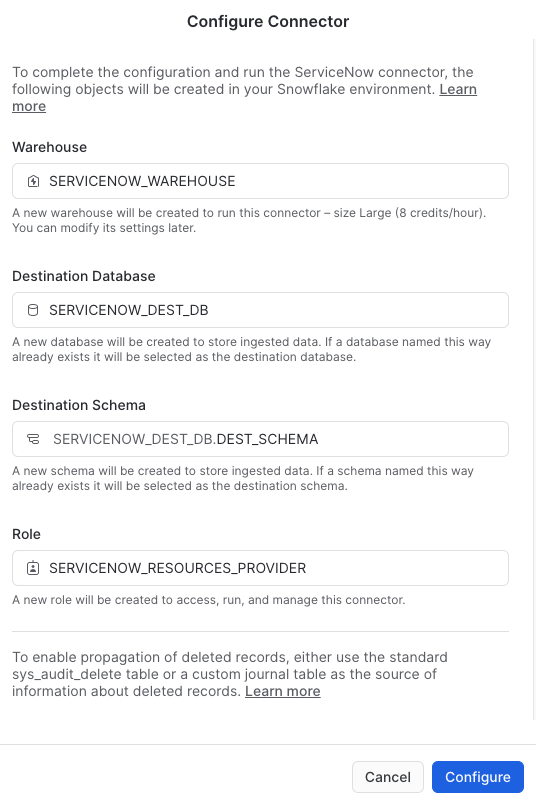 Configure Connector
To complete the configuration and run the ServiceNow connector, the
following objects will be created in your Snowflake environment. Learn
more
Warehouse
SERVICENOW_WAREHOUSE
A new warehouse will be created to run this connector – size Large (8 credits/hour).
You can modify its settings later.
Destination Database
SERVICENOW_DEST_DB
A new database will be created to store ingested data. If a database named this way
already exists it will be selected as the destination database.
Destination Schema
SERVICENOW_DEST_DB.DEST_SCHEMA
A new schema will be created to store ingested data. If a schema named this way
already exists it will be selected as the destination schema.
Role
SERVICENOW_RESOURCES_PROVIDER
A new role will be created to access, run, and manage this connector.
To enable propagation of deleted records, either use the standard
sys_audit_delete table or a custom journal table as the source of
information about deleted records. Learn more
Cancel Configure